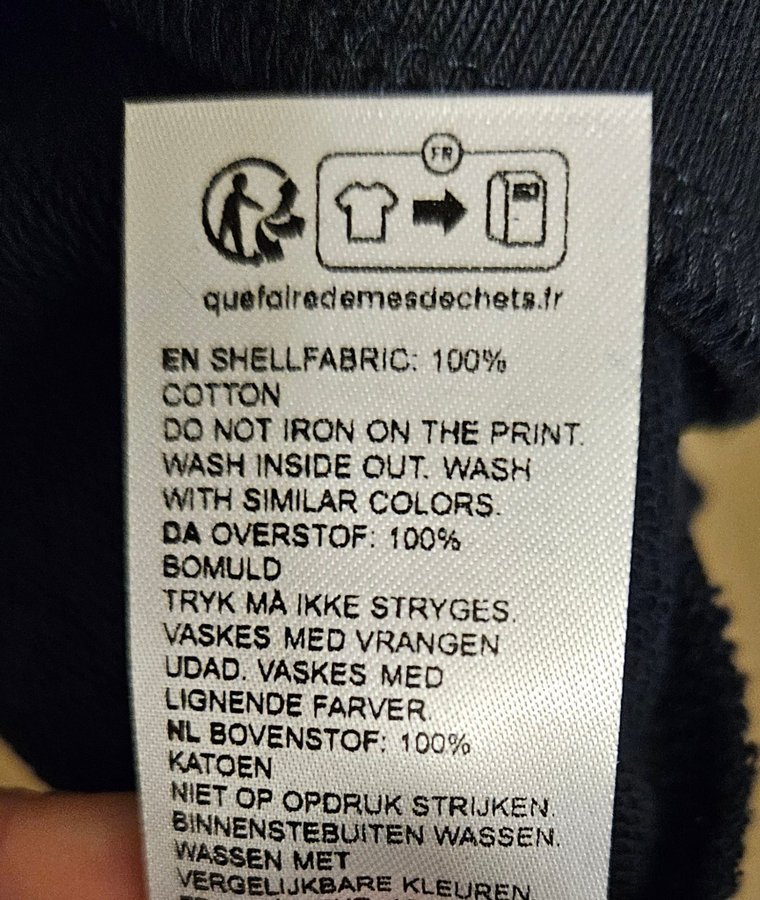 FR
quefairedemesdechets.fr
EN SHELLFABRIC: 100%
COTTON
DO NOT IRON ON THE PRINT.
WASH INSIDE OUT. WASH
WITH SIMILAR COLORS.
DA OVERSTOF: 100%
BOMULD
TRYK MÅ IKKE STRYGES.
VASKES MED VRANGEN
UDAD. VASKES MED
LIGNENDE FARVER.
NL BOVENSTOF: 100%
KATOEN
NIET OP OPDRUK STRIJKEN.
BINNENSTEBUITEN WASSEN.
WASSEN MET
VERGELIJKBARE KLEUREN.